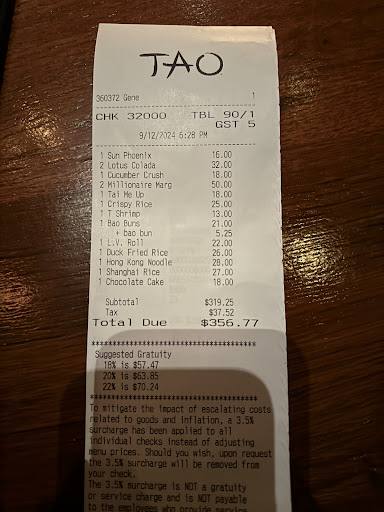 TAO
360372 Gene 1
CHK 32000 TBL 90/1
GST 5
9/12/2024 6:28 PM
1 Sun Phoenix 16.00
2 Lotus Colada 32.00
1 Cucumber Crush 18.00
2 Millionaire Marg 50.00
1 Tai Me Up 18.00
1 Crispy Rice 25.00
1 T Shrimp 13.00
1 Bao Buns 21.00
+ bao bun 5.25
1 L.V. Roll 22.00
1 Duck Fried Rice 26.00
1 Hong Kong Noodle 28.00
1 Shanghai Rice 27.00
1 Chocolate Cake 18.00
Subtotal $319.25
Tax $37.52
Total Due $356.77
************************************
Suggested Gratuity
18% is $57.47
20% is $63.85
22% is $70.24
************************************
To mitigate the impact of escalating costs
related to goods and inflation, a 3.5%
surcharge has been applied to all
individual checks instead of adjusting
menu prices. Should you wish, upon request
the 3.5% surcharge will be removed from
your check.
The 3.5% surcharge is NOT a gratuity
or service charge and is NOT payable
to the employees who provide service